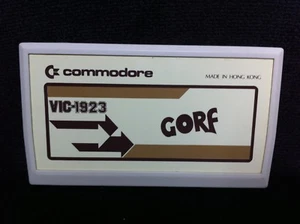 commodore
MADE IN HONG KONG
VIC-1923
GORF